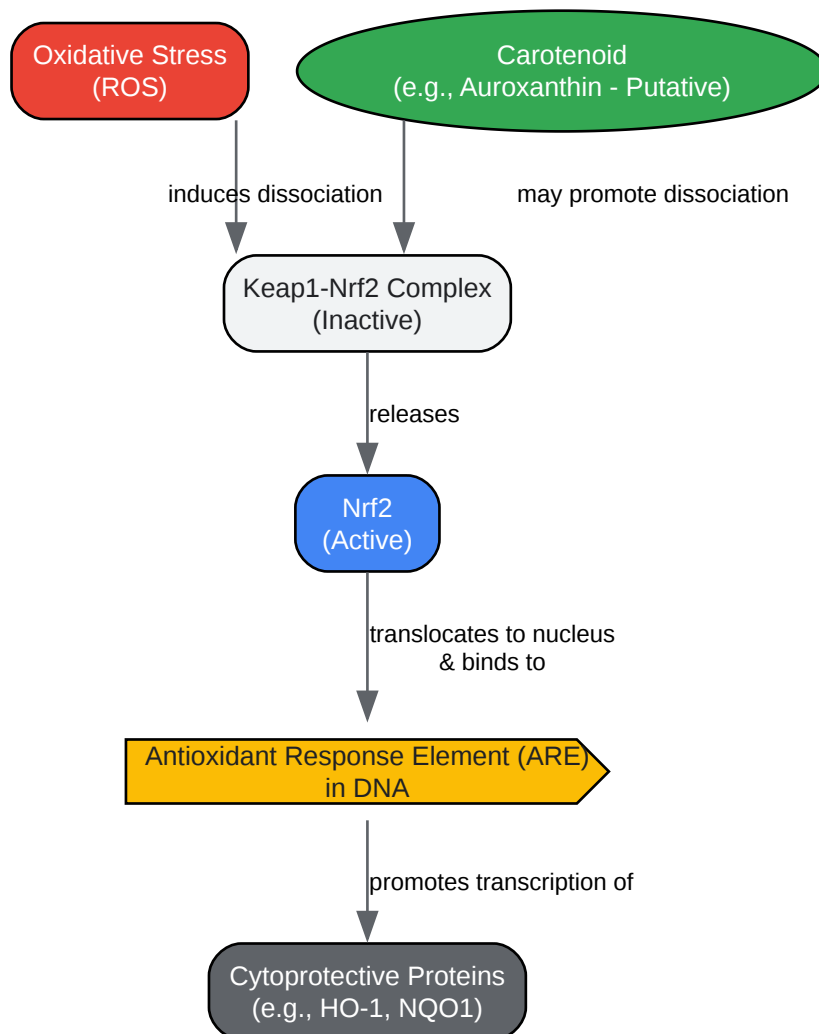 Oxidative Stress
(ROS)
Carotenoid
(e.g., Auroxanthin - Putative)
induces dissociation
may promote dissociation
Keap1-Nrf2 Complex
(Inactive)
releases
Nrf2
(Active)
translocates to nucleus
& binds to
Antioxidant Response Element (ARE)
in DNA
promotes transcription of
Cytoprotective Proteins
(e.g., HO-1, NQO1)